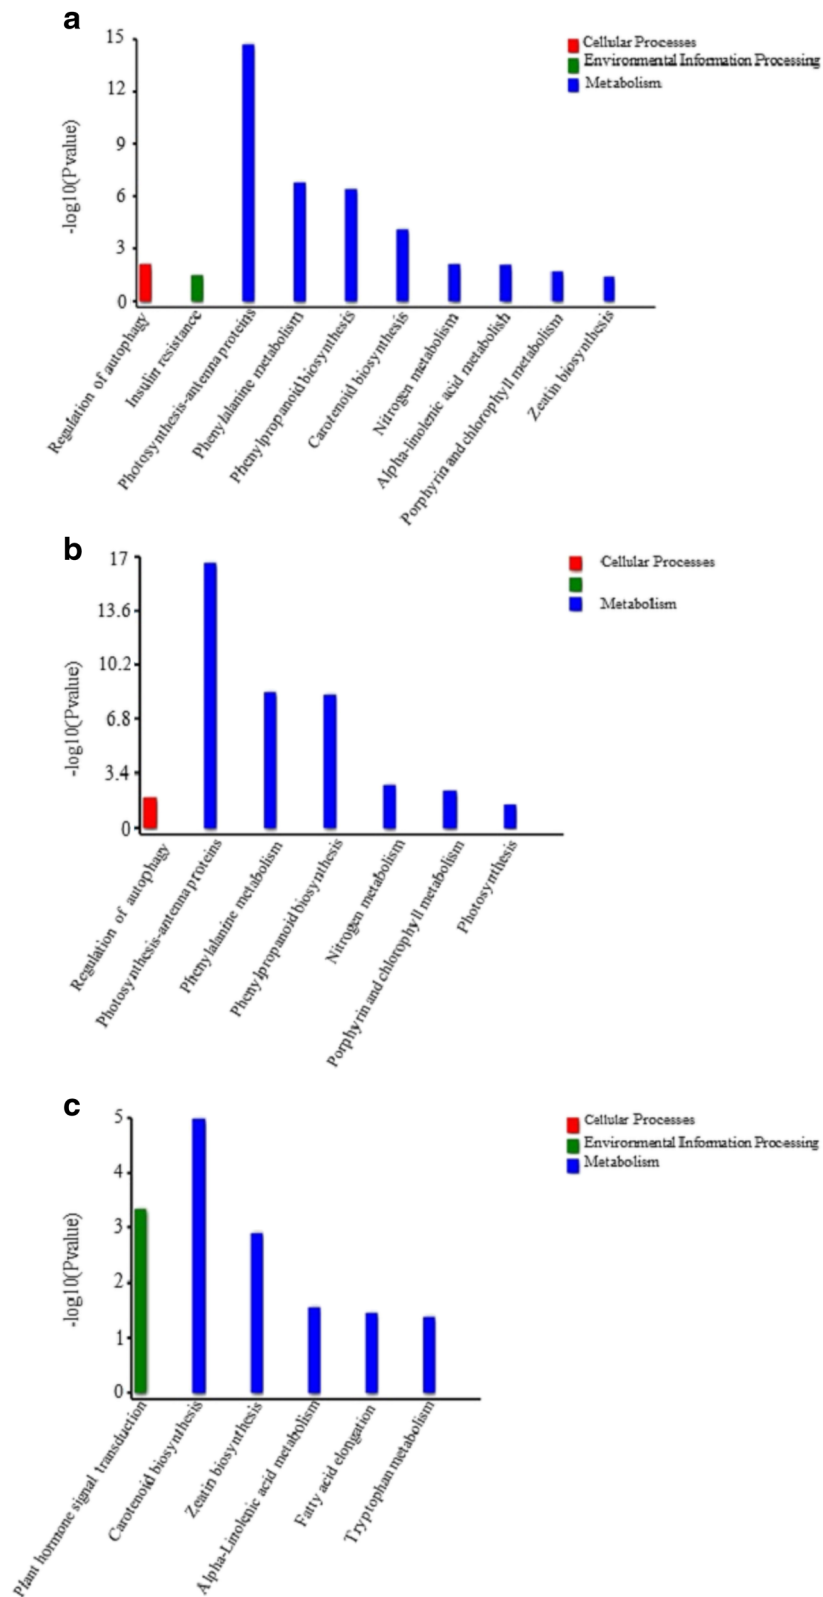 a
15
12
9
6
3
0
-log10(Pvalue)
Cellular Processes
Environmental Information Processing
Metabolism
Regulation of autophagy
Insulin resistance
Photosynthesis-antenna proteins
Phenylalanine metabolism
Phenylpropanoid biosynthesis
Carotenoid biosynthesis
Nitrogen metabolism
Alpha-linolenic acid metabolish
Porphyrin and chlorophyll metabolism
Zeatin biosynthesis
b
17
13.6
10.2
6.8
3.4
0
-log10(Pvalue)
Cellular Processes
Metabolism
Regulation of autophagy
Photosynthesis-antenna proteins
Phenylalanine metabolism
Phenylpropanoid biosynthesis
Nitrogen metabolism
Porphyrin and chlorophyll metabolism
Photosynthesis
c
5
4
3
2
1
0
-log10(Pvalue)
Cellular Processes
Environmental Information Processing
Metabolism
Plant hormone signal transduction
Carotenoid biosynthesis
Zeatin biosynthesis
Alpha-Linolenic acid metabolism
Fatty acid elongation
Tryptophan metabolism